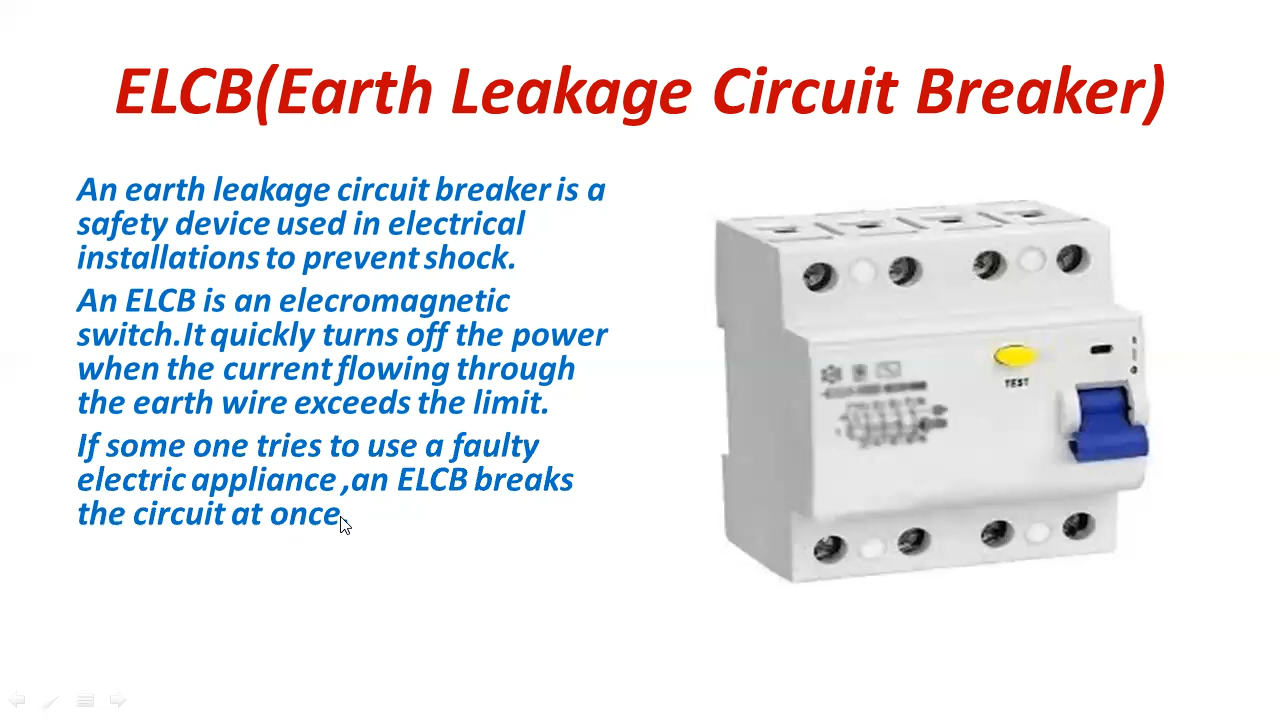 ELCB(Earth Leakage Circuit Breaker)
An earth leakage circuit breaker is a
safety device used in electrical
installations to prevent shock.
An ELCB is an elecromagnetic
switch.It quickly turns off the power
when the current flowing through
the earth wire exceeds the limit.
If some one tries to use a faulty
electric appliance ,an ELCB breaks
the circuit at once.
TEST